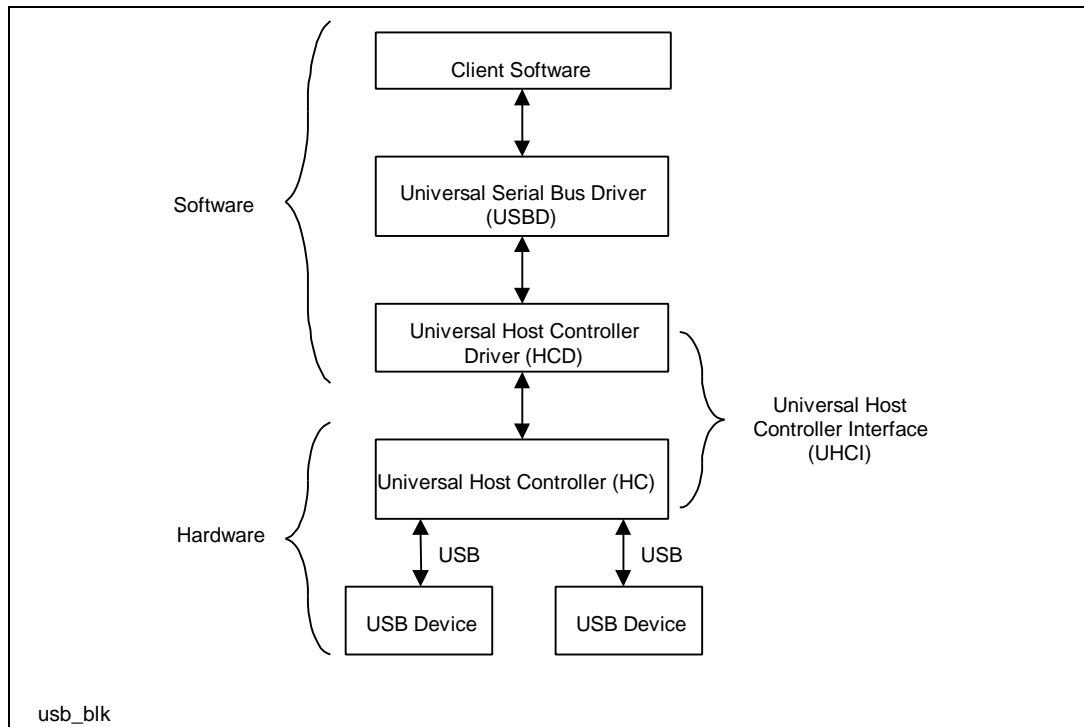 Client Software
Universal Serial Bus Driver
(USBD)
Software
Universal Host Controller
Driver (HCD)
Universal Host
Controller Interface
(UHCI)
Universal Host Controller (HC)
Hardware
USB
USB
USB Device
USB Device
usb_blk